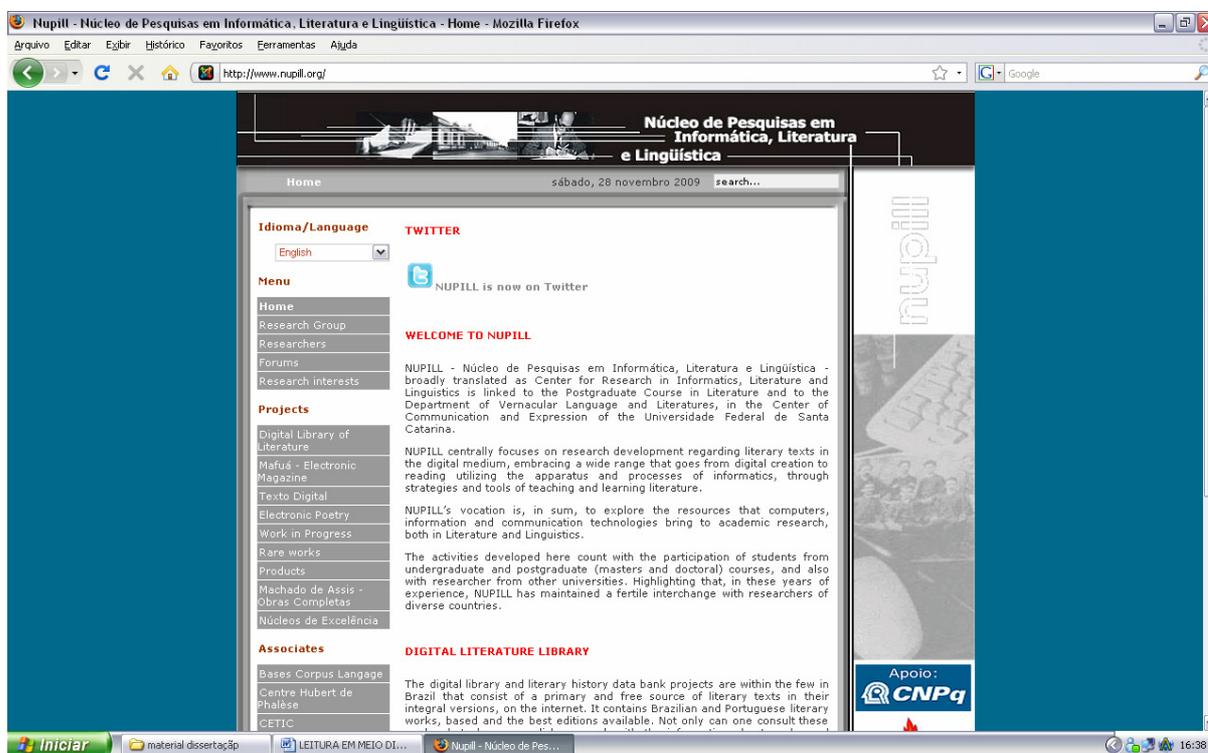 Nupill - Núcleo de Pesquisas em Informática, Literatura e Lingüística - Home - Mozilla Firefox
Arquivo Editar Exibir Histórico Favoritos Ferramentas Ajuda
http://www.nupill.org/
Google
Núcleo de Pesquisas em
Informática, Literatura
e Lingüística
Home
sábado, 28 novembro 2009
search...
nupill
Idioma/Language
English
Menu
Home
Research Group
Researchers
Forums
Research interests
Projects
Digital Library of
Literature
Mafuá - Electronic
Magazine
Texto Digital
Electronic Poetry
Work in Progress
Rare works
Products
Machado de Assis -
Obras Completas
Núcleos de Excelência
Associates
Bases Corpus Langage
Centre Hubert de
Phalèse
CETIC
TWITTER
NUPILL is now on Twitter
WELCOME TO NUPILL
NUPILL - Núcleo de Pesquisas em Informática, Literatura e Lingüística -
broadly translated as Center for Research in Informatics, Literature and
Linguistics is linked to the Postgraduate Course in Literature and to the
Department of Vernacular Language and Literatures, in the Center of
Communication and Expression of the Universidade Federal de Santa
Catarina.
NUPILL centrally focuses on research development regarding literary texts in
the digital medium, embracing a wide range that goes from digital creation to
reading utilizing the apparatus and processes of informatics, through
strategies and tools of teaching and learning literature.
NUPILL's vocation is, in sum, to explore the resources that computers,
information and communication technologies bring to academic research,
both in Literature and Linguistics.
The activities developed here count with the participation of students from
undergraduate and postgraduate (masters and doctoral) courses, and also
with researcher from other universities. Highlighting that, in these years of
experience, NUPILL has maintained a fertile interchange with researchers of
diverse countries.
DIGITAL LITERATURE LIBRARY
The digital library and literary history data bank projects are within the few in
Brazil that consist of a primary and free source of literary texts in their
integral versions, on the internet. It contains Brazilian and Portuguese literary
works, based and the best editions available. Not only can one consult these
Apoio:
CNPq
Iniciar
material dissertaçãp
LEITURA EM MEIO DI...
Nupill - Núcleo de Pes...
16:38